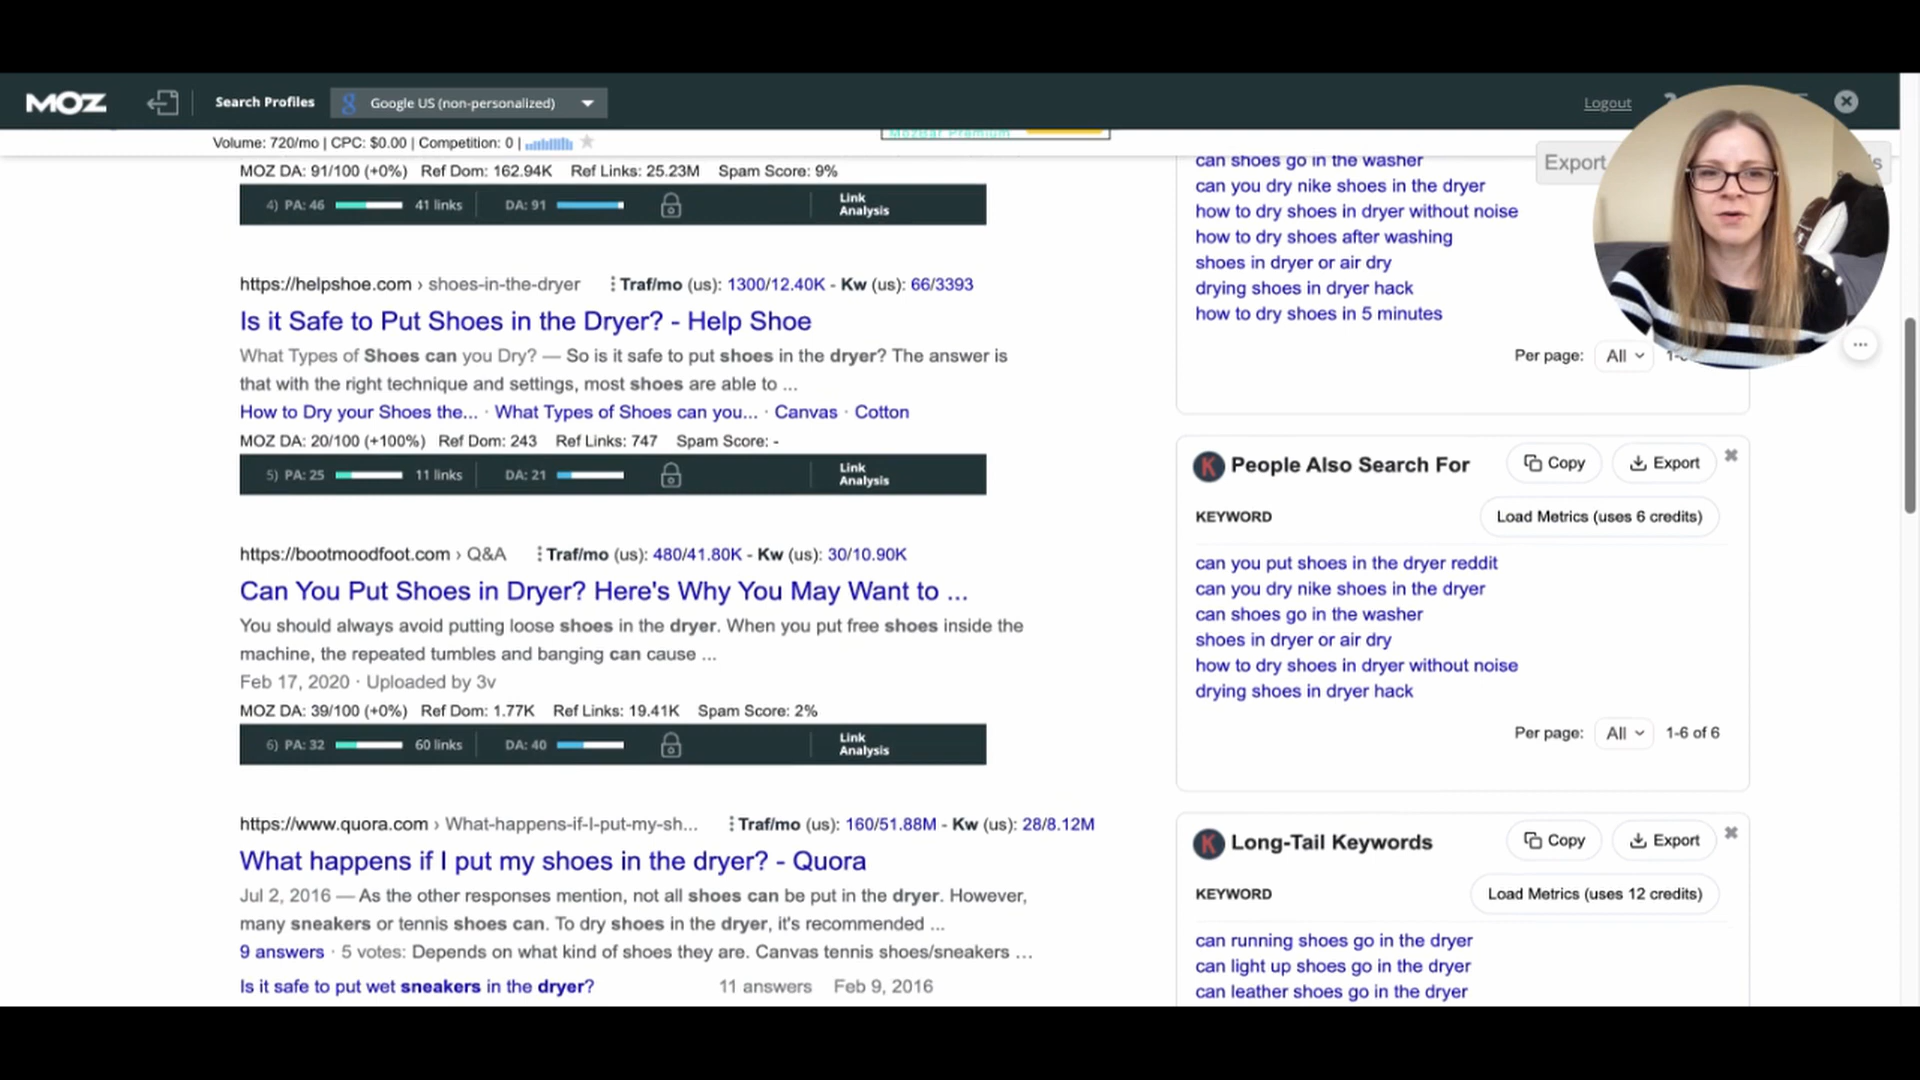 MOZ
Search Profiles
Google US (non-personalized)
Logout
Volume: 720/mo | CPC: $0.00 | Competition: 0 |
MozBar Premium
MOZ DA: 91/100 (+0%) Ref Dom: 162.94K Ref Links: 25.23M Spam Score: 9%
4) PA: 46 41 links DA: 91 Link Analysis
https://helpshoe.com › shoes-in-the-dryer Traf/mo (us): 1300/12.40K - Kw (us): 66/3393
Is it Safe to Put Shoes in the Dryer? - Help Shoe
What Types of Shoes can you Dry? — So is it safe to put shoes in the dryer? The answer is
that with the right technique and settings, most shoes are able to ...
How to Dry your Shoes the... · What Types of Shoes can you... · Canvas · Cotton
MOZ DA: 20/100 (+100%) Ref Dom: 243 Ref Links: 747 Spam Score: -
5) PA: 25 11 links DA: 21 Link Analysis
https://bootmoodfoot.com › Q&A Traf/mo (us): 480/41.80K - Kw (us): 30/10.90K
Can You Put Shoes in Dryer? Here's Why You May Want to ...
You should always avoid putting loose shoes in the dryer. When you put free shoes inside the
machine, the repeated tumbles and banging can cause ...
Feb 17, 2020 · Uploaded by 3v
MOZ DA: 39/100 (+0%) Ref Dom: 1.77K Ref Links: 19.41K Spam Score: 2%
6) PA: 32 60 links DA: 40 Link Analysis
https://www.quora.com › What-happens-if-I-put-my-sh... Traf/mo (us): 160/51.88M - Kw (us): 28/8.12M
What happens if I put my shoes in the dryer? - Quora
Jul 2, 2016 — As the other responses mention, not all shoes can be put in the dryer. However,
many sneakers or tennis shoes can. To dry shoes in the dryer, it's recommended ...
9 answers · 5 votes: Depends on what kind of shoes they are. Canvas tennis shoes/sneakers ...
Is it safe to put wet sneakers in the dryer? 11 answers Feb 9, 2016
can shoes go in the washer
can you dry nike shoes in the dryer
how to dry shoes in dryer without noise
how to dry shoes after washing
shoes in dryer or air dry
drying shoes in dryer hack
how to dry shoes in 5 minutes
Export
Per page: All
People Also Search For Copy Export
KEYWORD Load Metrics (uses 6 credits)
can you put shoes in the dryer reddit
can you dry nike shoes in the dryer
can shoes go in the washer
shoes in dryer or air dry
how to dry shoes in dryer without noise
drying shoes in dryer hack
Per page: All 1-6 of 6
Long-Tail Keywords Copy Export
KEYWORD Load Metrics (uses 12 credits)
can running shoes go in the dryer
can light up shoes go in the dryer
can leather shoes go in the dryer